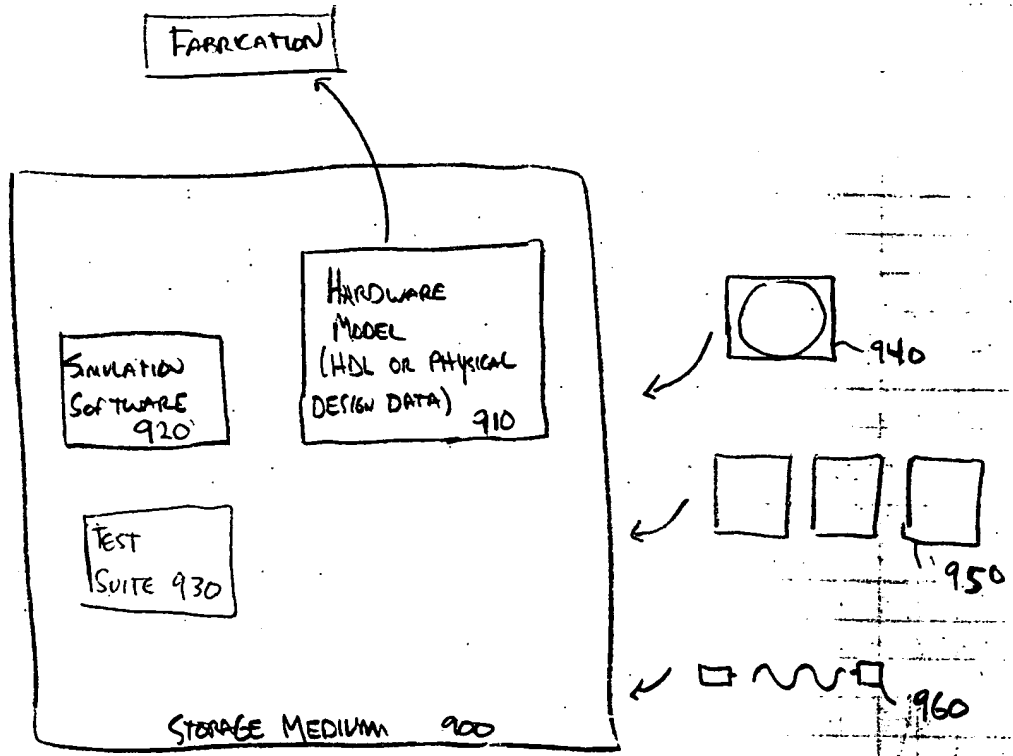 FABRICATION
HARDWARE
MODEL
(HDL OR PHYSICAL
DESIGN DATA)
910
SIMULATION
SOFTWARE
920
TEST
SUITE 930
STORAGE MEDIUM 900
940
950
960